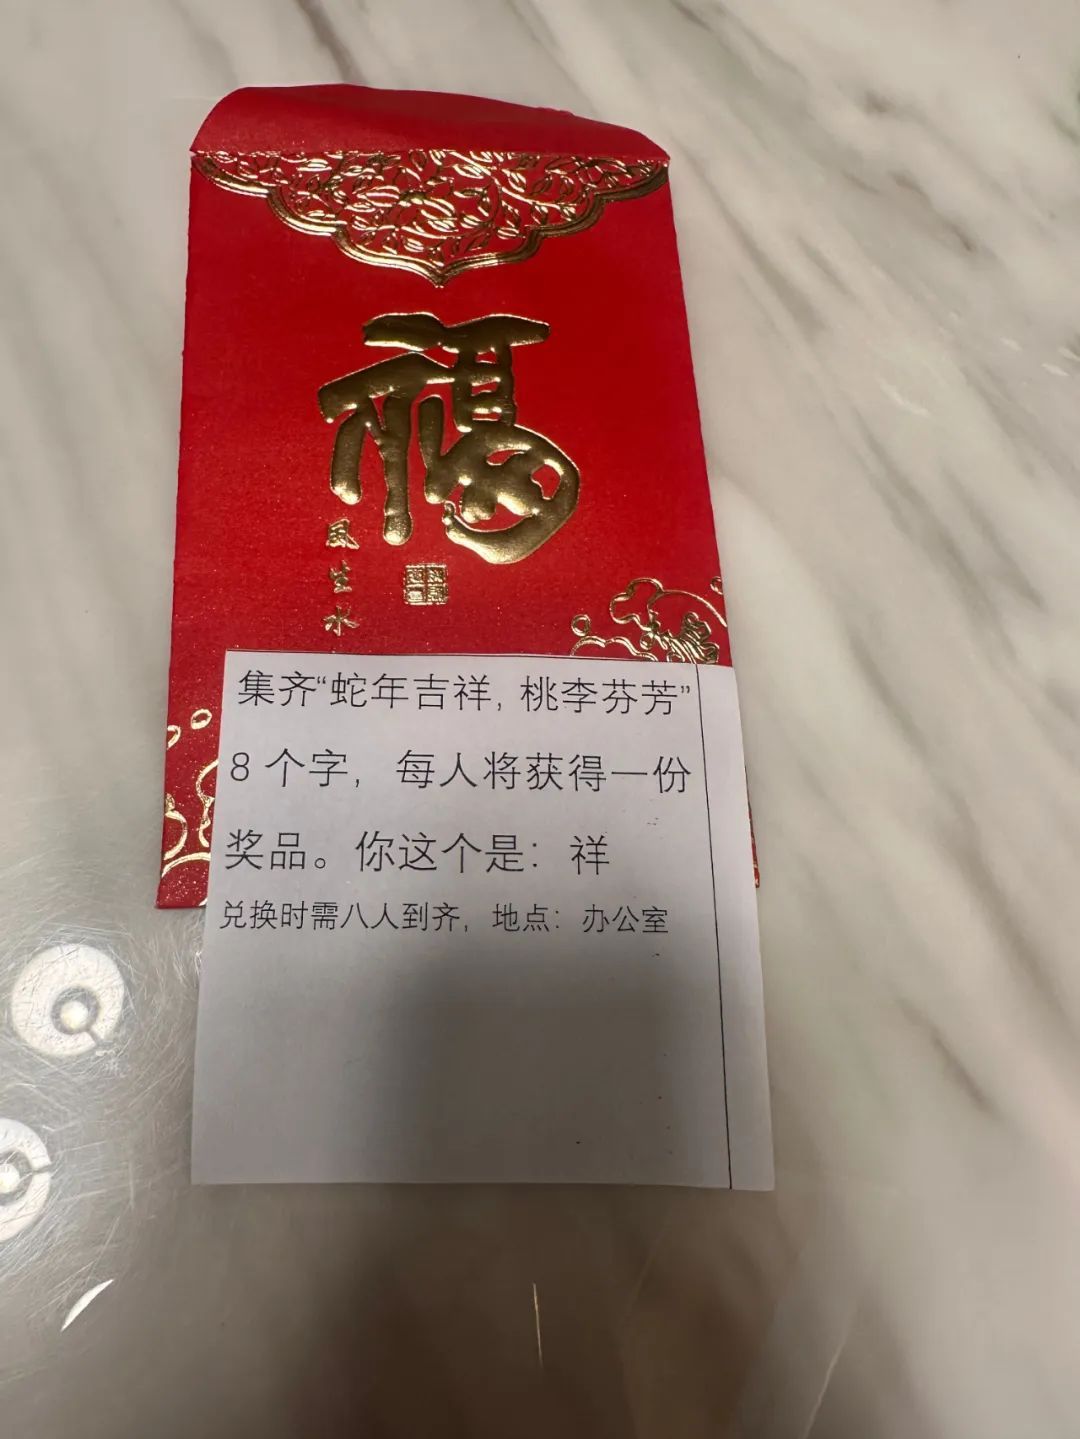 福
风生水
集齐“蛇年吉祥, 桃李芬芳”
8 个字, 每人将获得一份
奖品。你这个是: 祥
兑换时需八人到齐, 地点: 办公室